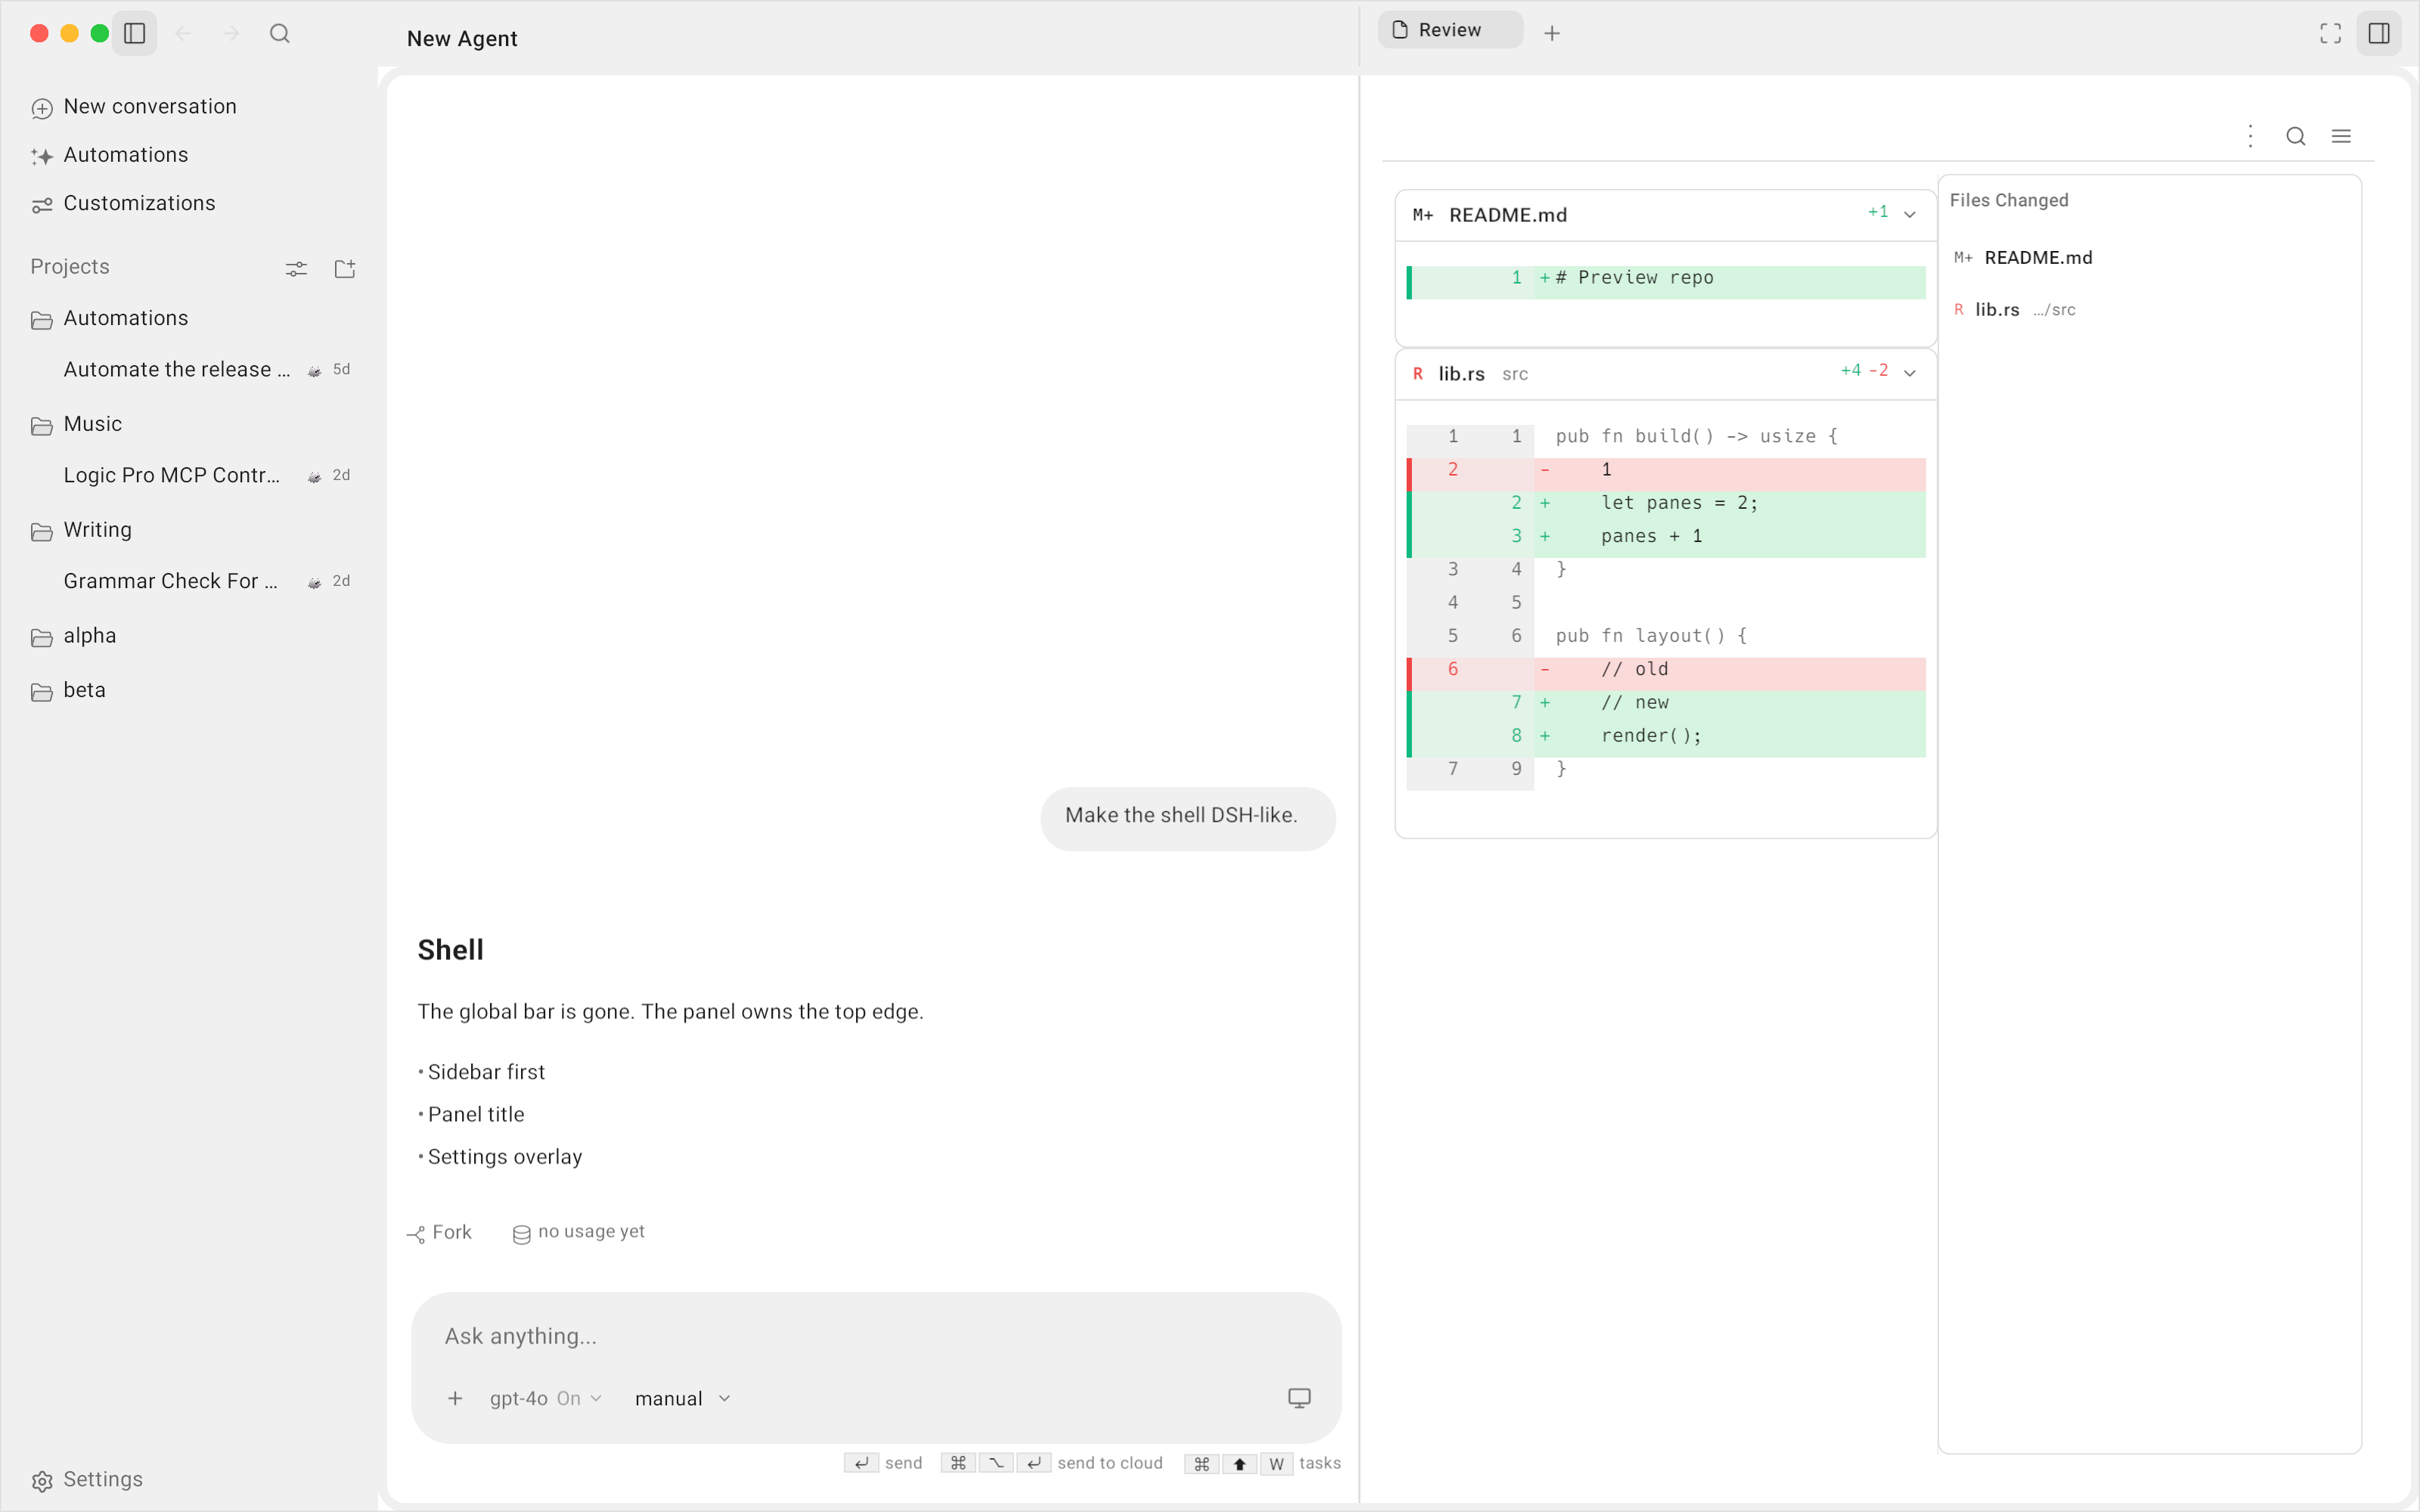 New Agent
Review
New conversation
Automations
Customizations
Projects
Automations
Automate the release ... 5d
Music
Logic Pro MCP Contr... 2d
Writing
Grammar Check For ... 2d
alpha
beta
Settings
Make the shell DSH-like.
Shell
The global bar is gone. The panel owns the top edge.
• Sidebar first
• Panel title
• Settings overlay
Fork no usage yet
Ask anything...
gpt-4o On manual
send ⌘ ⌥ send to cloud ⌘ W tasks
M+ README.md +1
1 + # Preview repo
R lib.rs src +4 -2
1 1 pub fn build() -> usize {
2 - 1
2 + let panes = 2;
3 + panes + 1
3 4 }
4 5
5 6 pub fn layout() {
6 - // old
7 + // new
8 + render();
7 9 }
Files Changed
M+ README.md
R lib.rs .../src